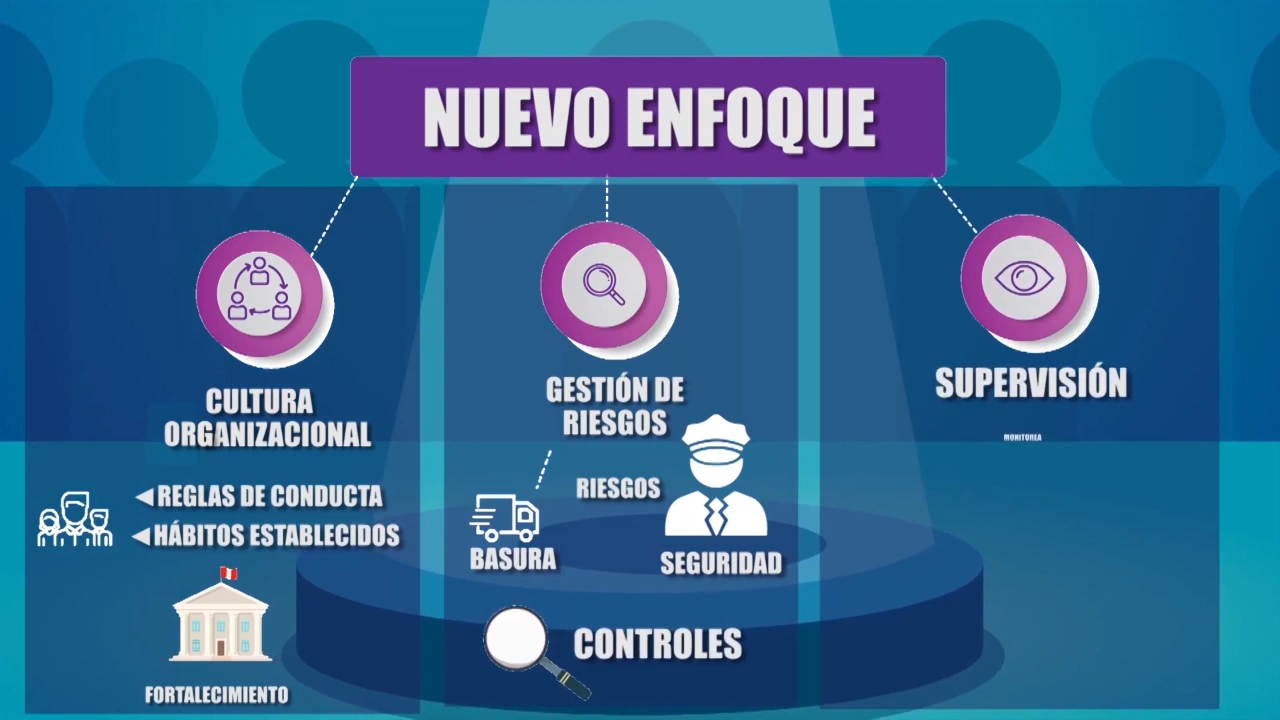 NUEVO ENFOQUE
CULTURA
ORGANIZACIONAL
REGLAS DE CONDUCTA
HÁBITOS ESTABLECIDOS
FORTALECIMIENTO
GESTIÓN DE
RIESGOS
RIESGOS
BASURA
SEGURIDAD
CONTROLES
SUPERVISIÓN
MONITOREA